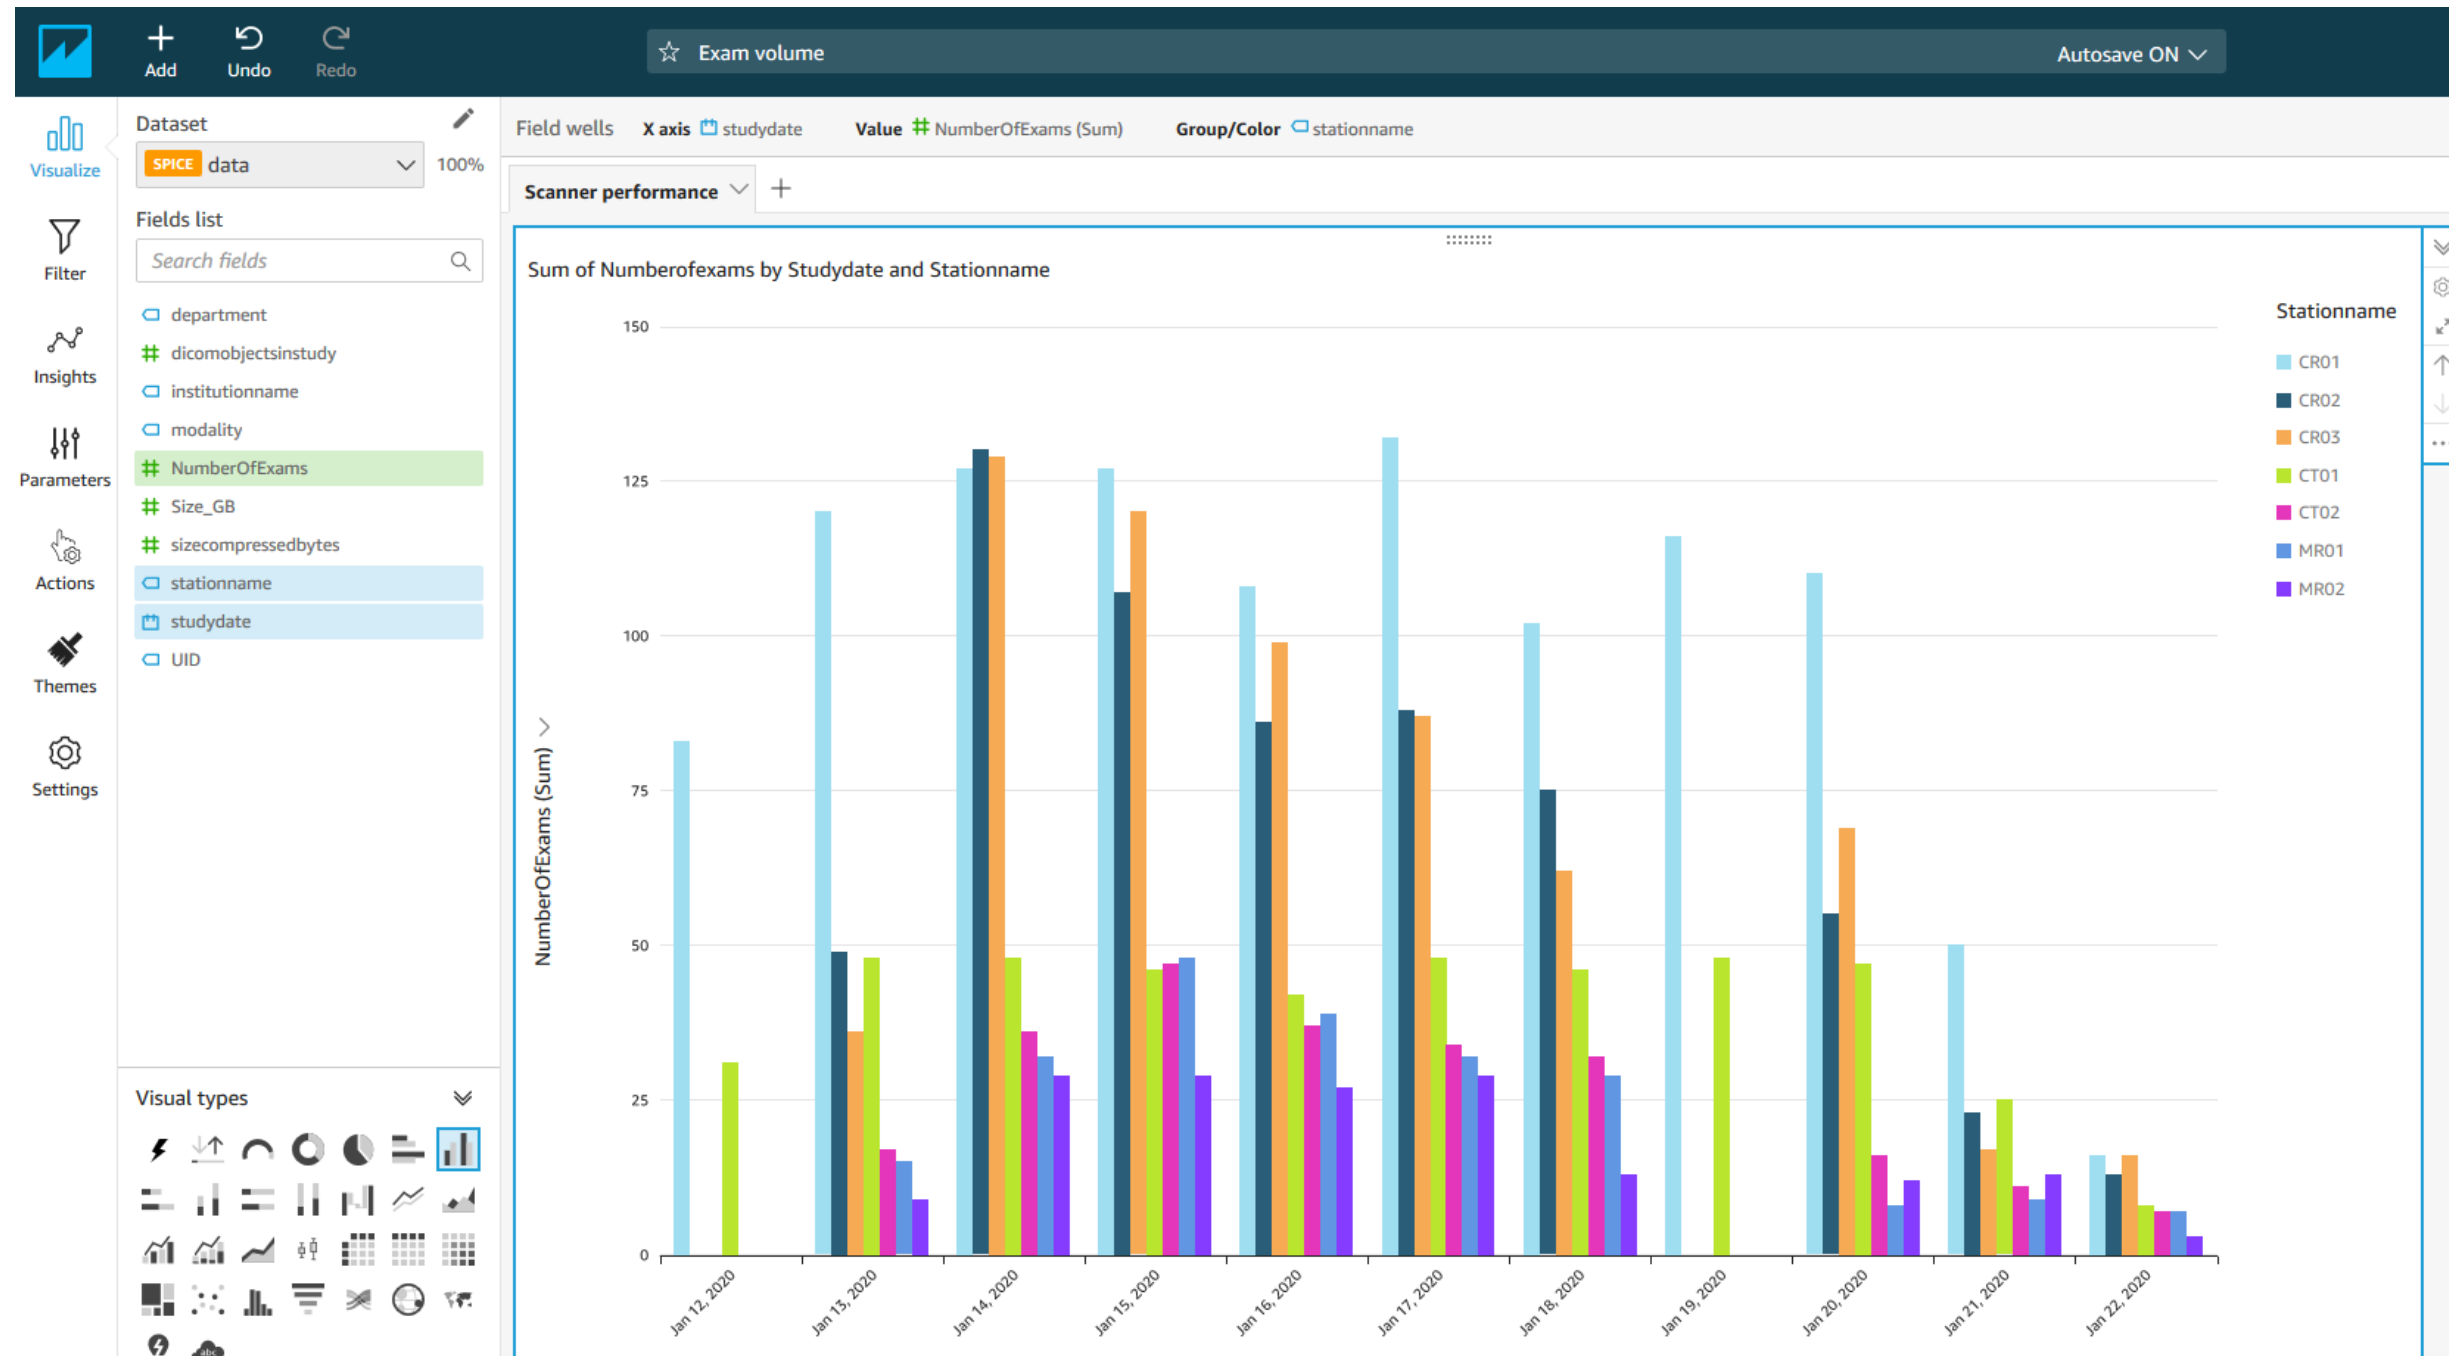 Add
Undo
Redo
Exam volume
Autosave ON
Visualize
Filter
Insights
Parameters
Actions
Themes
Settings
Dataset
SPICE data
100%
Fields list
Search fields
department
dicomobjectsinstudy
institutionname
modality
NumberOfExams
Size_GB
sizecompressedbytes
stationname
studydate
UID
Visual types
abc
Field wells X axis studydate Value NumberOfExams (Sum) Group/Color stationname
Scanner performance
Sum of Numberofexams by Studydate and Stationname
NumberOfExams (Sum)
150
125
100
75
50
25
0
Jan 12, 2020
Jan 13, 2020
Jan 14, 2020
Jan 15, 2020
Jan 16, 2020
Jan 17, 2020
Jan 18, 2020
Jan 19, 2020
Jan 20, 2020
Jan 21, 2020
Jan 22, 2020
Stationname
CR01
CR02
CR03
CT01
CT02
MR01
MR02